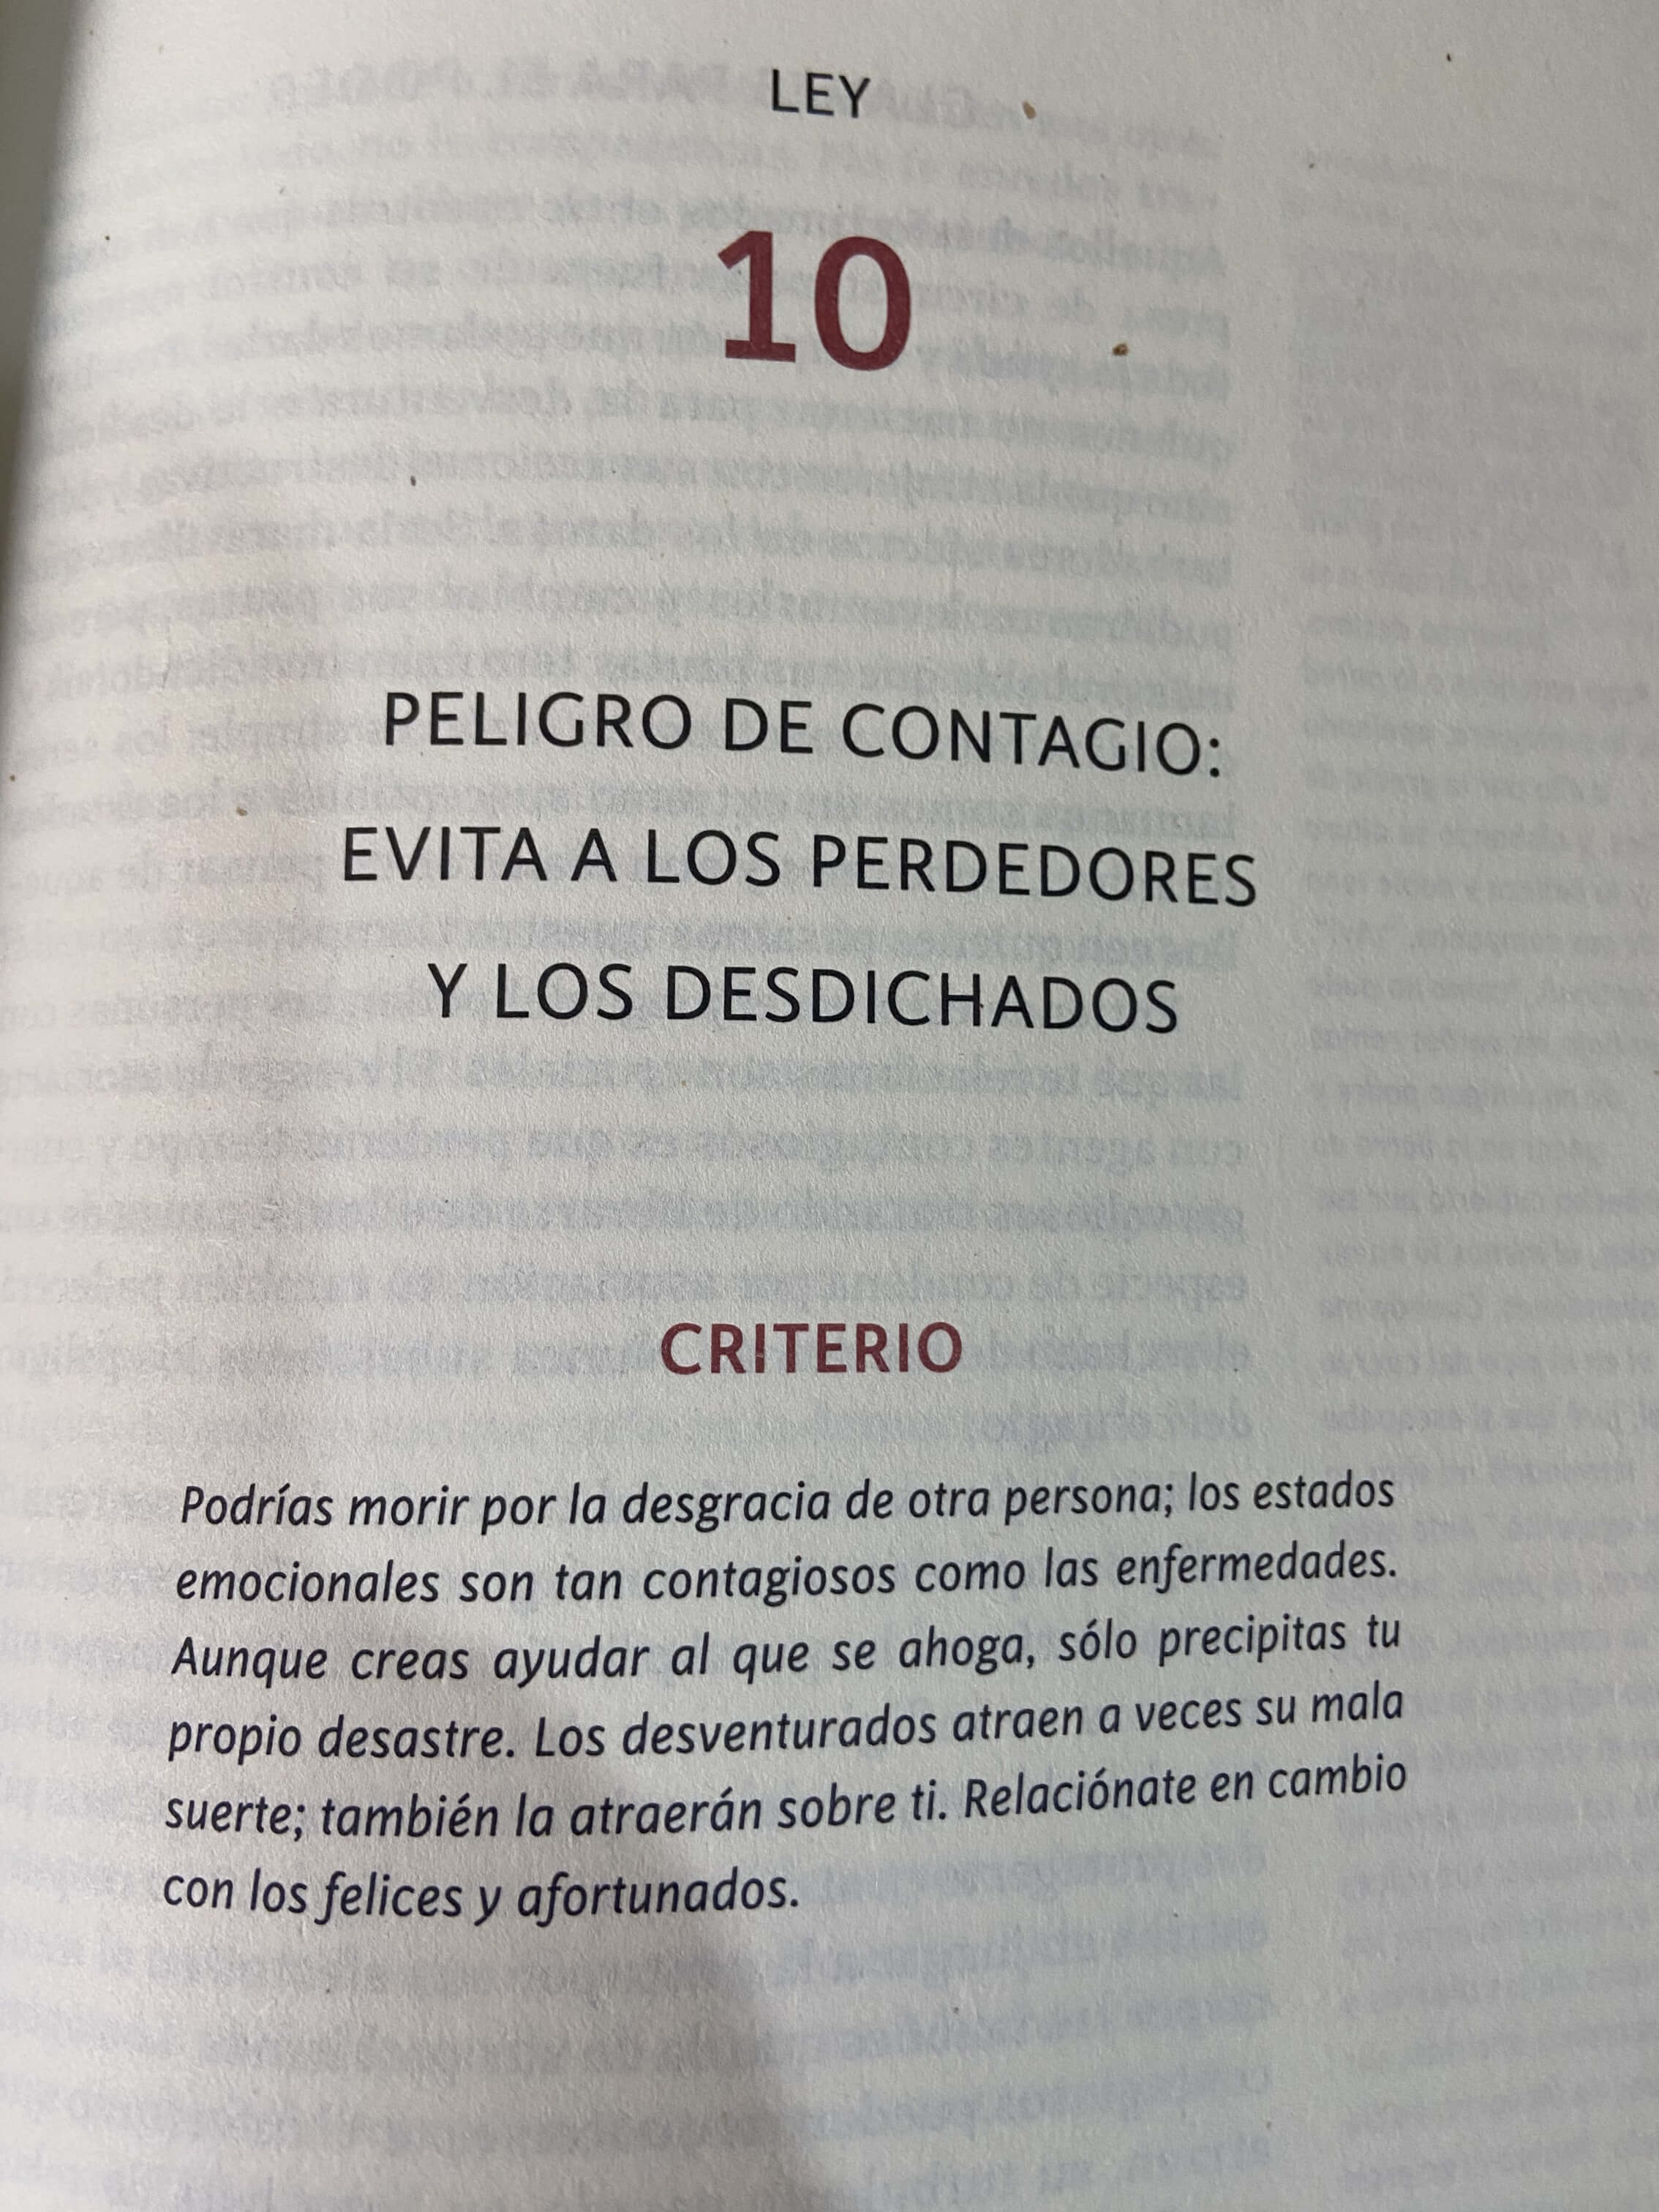 LEY
10
PELIGRO DE CONTAGIO:
EVITA A LOS PERDEDORES
Y LOS DESDICHADOS
CRITERIO
Podrías morir por la desgracia de otra persona; los estados
emocionales son tan contagiosos como las enfermedades.
Aunque creas ayudar al que se ahoga, sólo precipitas tu
propio desastre. Los desventurados atraen a veces su mala
suerte; también la atraerán sobre ti. Relaciónate en cambio
con los felices y afortunados.